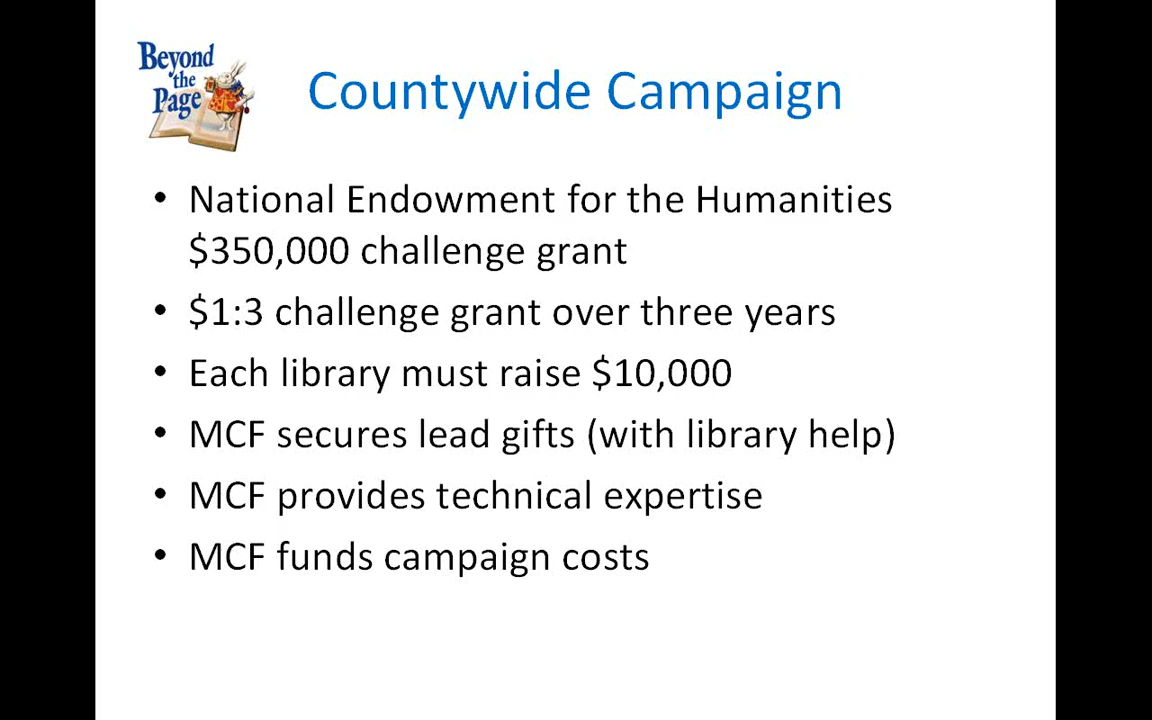 Beyond
the
Page
Countywide Campaign
• National Endowment for the Humanities
$350,000 challenge grant
• $1:3 challenge grant over three years
• Each library must raise $10,000
• MCF secures lead gifts (with library help)
• MCF provides technical expertise
• MCF funds campaign costs